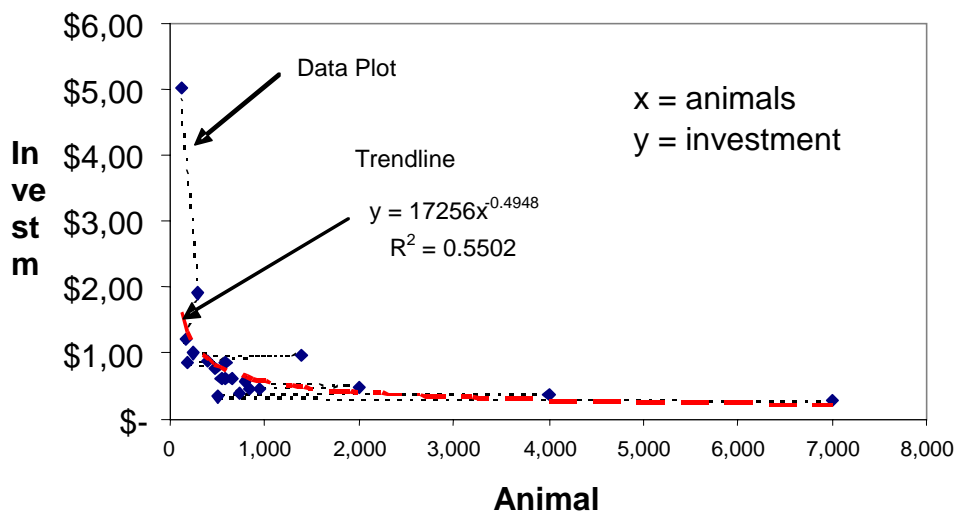 $6,00
$5,00
$4,00
$3,00
$2,00
$1,00
$-
In
ve
st
m
Data Plot
x = animals
y = investment
Trendline
y = 17256x^-0.4948
R² = 0.5502
0 1,000 2,000 3,000 4,000 5,000 6,000 7,000 8,000
Animal